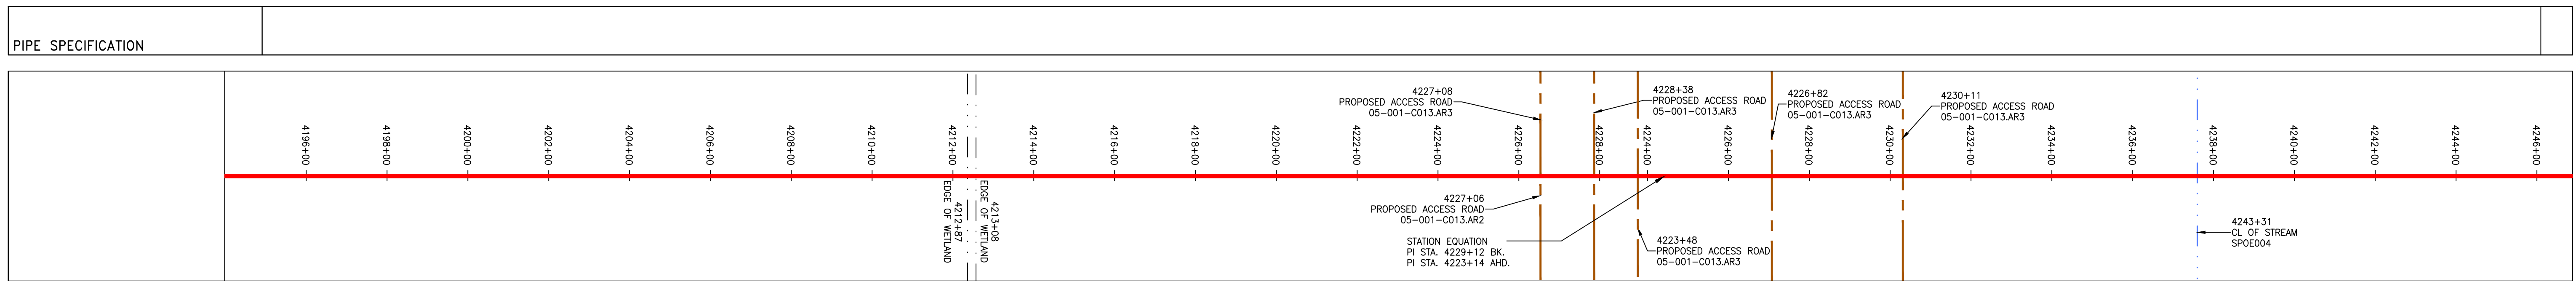 PIPE SPECIFICATION
4227+08
PROPOSED ACCESS ROAD
05-001-C013.AR3
4228+38
PROPOSED ACCESS ROAD
05-001-C013.AR3
4226+82
PROPOSED ACCESS ROAD
05-001-C013.AR3
4230+11
PROPOSED ACCESS ROAD
05-001-C013.AR3
4196+00
4198+00
4200+00
4202+00
4204+00
4206+00
4208+00
4210+00
4212+00
4214+00
4216+00
4218+00
4220+00
4222+00
4224+00
4226+00
4228+00
4224+00
4226+00
4228+00
4230+00
4232+00
4234+00
4236+00
4238+00
4240+00
4242+00
4244+00
4246+00
4212+87
EDGE OF WETLAND
4213+08
EDGE OF WETLAND
4227+06
PROPOSED ACCESS ROAD
05-001-C013.AR2
STATION EQUATION
PI STA. 4229+12 BK.
PI STA. 4223+14 AHD.
4223+48
PROPOSED ACCESS ROAD
05-001-C013.AR3
4243+31
CL OF STREAM
SPOE004